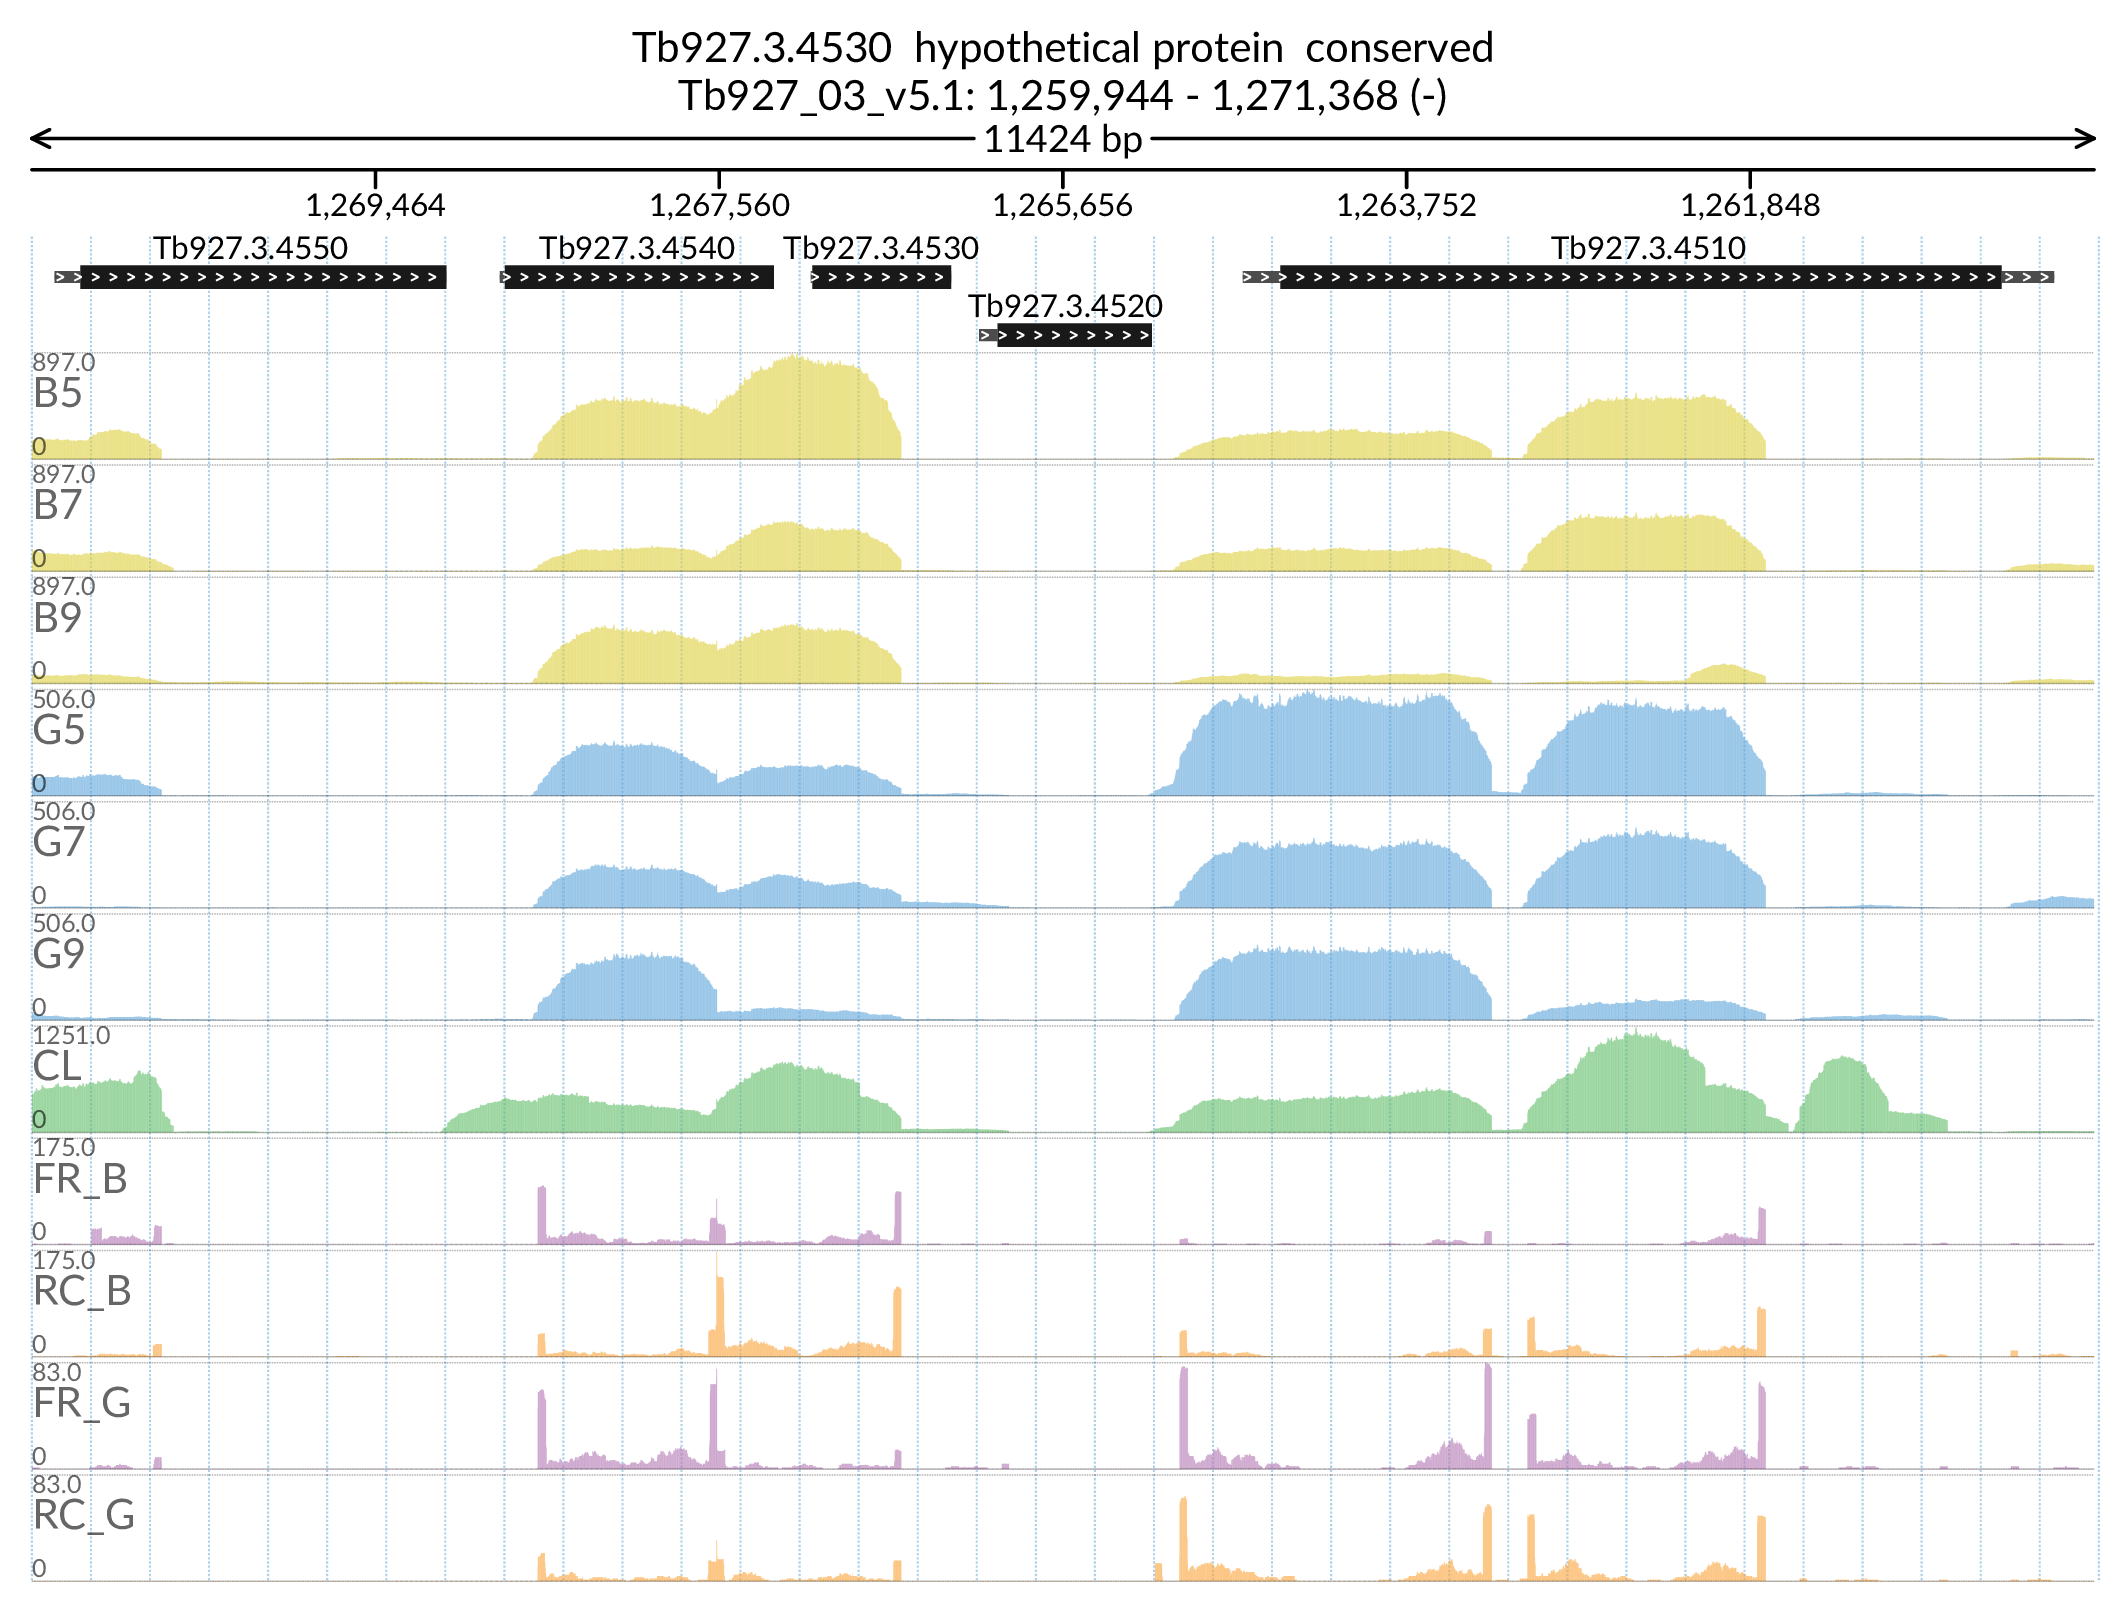 Tb927.3.4530  hypothetical protein  conserved
Tb927_03_v5.1: 1,259,944 - 1,271,368 (-)
11424 bp
1,269,464 1,267,560 1,265,656 1,263,752 1,261,848
Tb927.3.4550 Tb927.3.4540 Tb927.3.4530 Tb927.3.4510
Tb927.3.4520
897.0
B5
0
897.0
B7
0
897.0
B9
0
506.0
G5
0
506.0
G7
0
506.0
G9
0
1251.0
CL
0
175.0
FR_B
0
175.0
RC_B
0
83.0
FR_G
0
83.0
RC_G
0